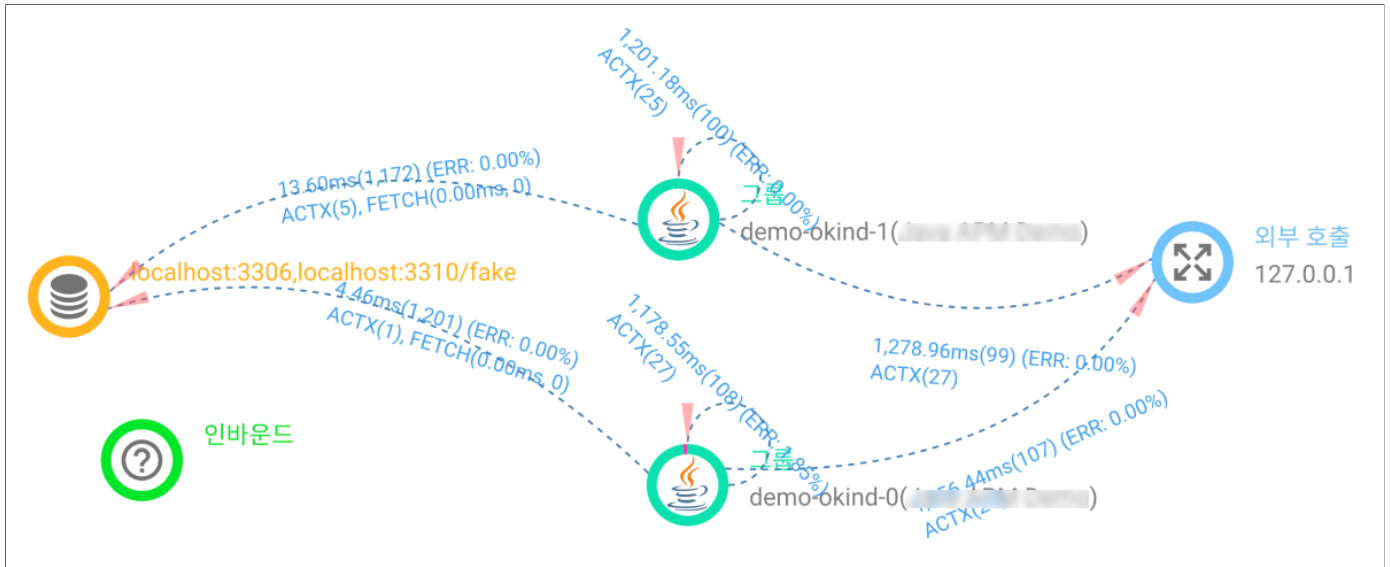 1,201.18ms(100) (ERR: 0.00%)
ACTX(25)
13.60ms(1,172) (ERR: 0.00%)
ACTX(5), FETCH(0.00ms, 0)
그룹
demo-okind-1(
외부 호출
127.0.0.1
localhost:3306,localhost:3310/fake
4.46ms(1,201) (ERR: 0.00%)
ACTX(1), FETCH(0.00ms, 0)
1,178.55ms(108) (ERR:
ACTX(27)
1,278.96ms(99) (ERR: 0.00%)
ACTX(27)
인바운드
그룹
demo-okind-0(
56.44ms(107) (ERR: 0.00%)